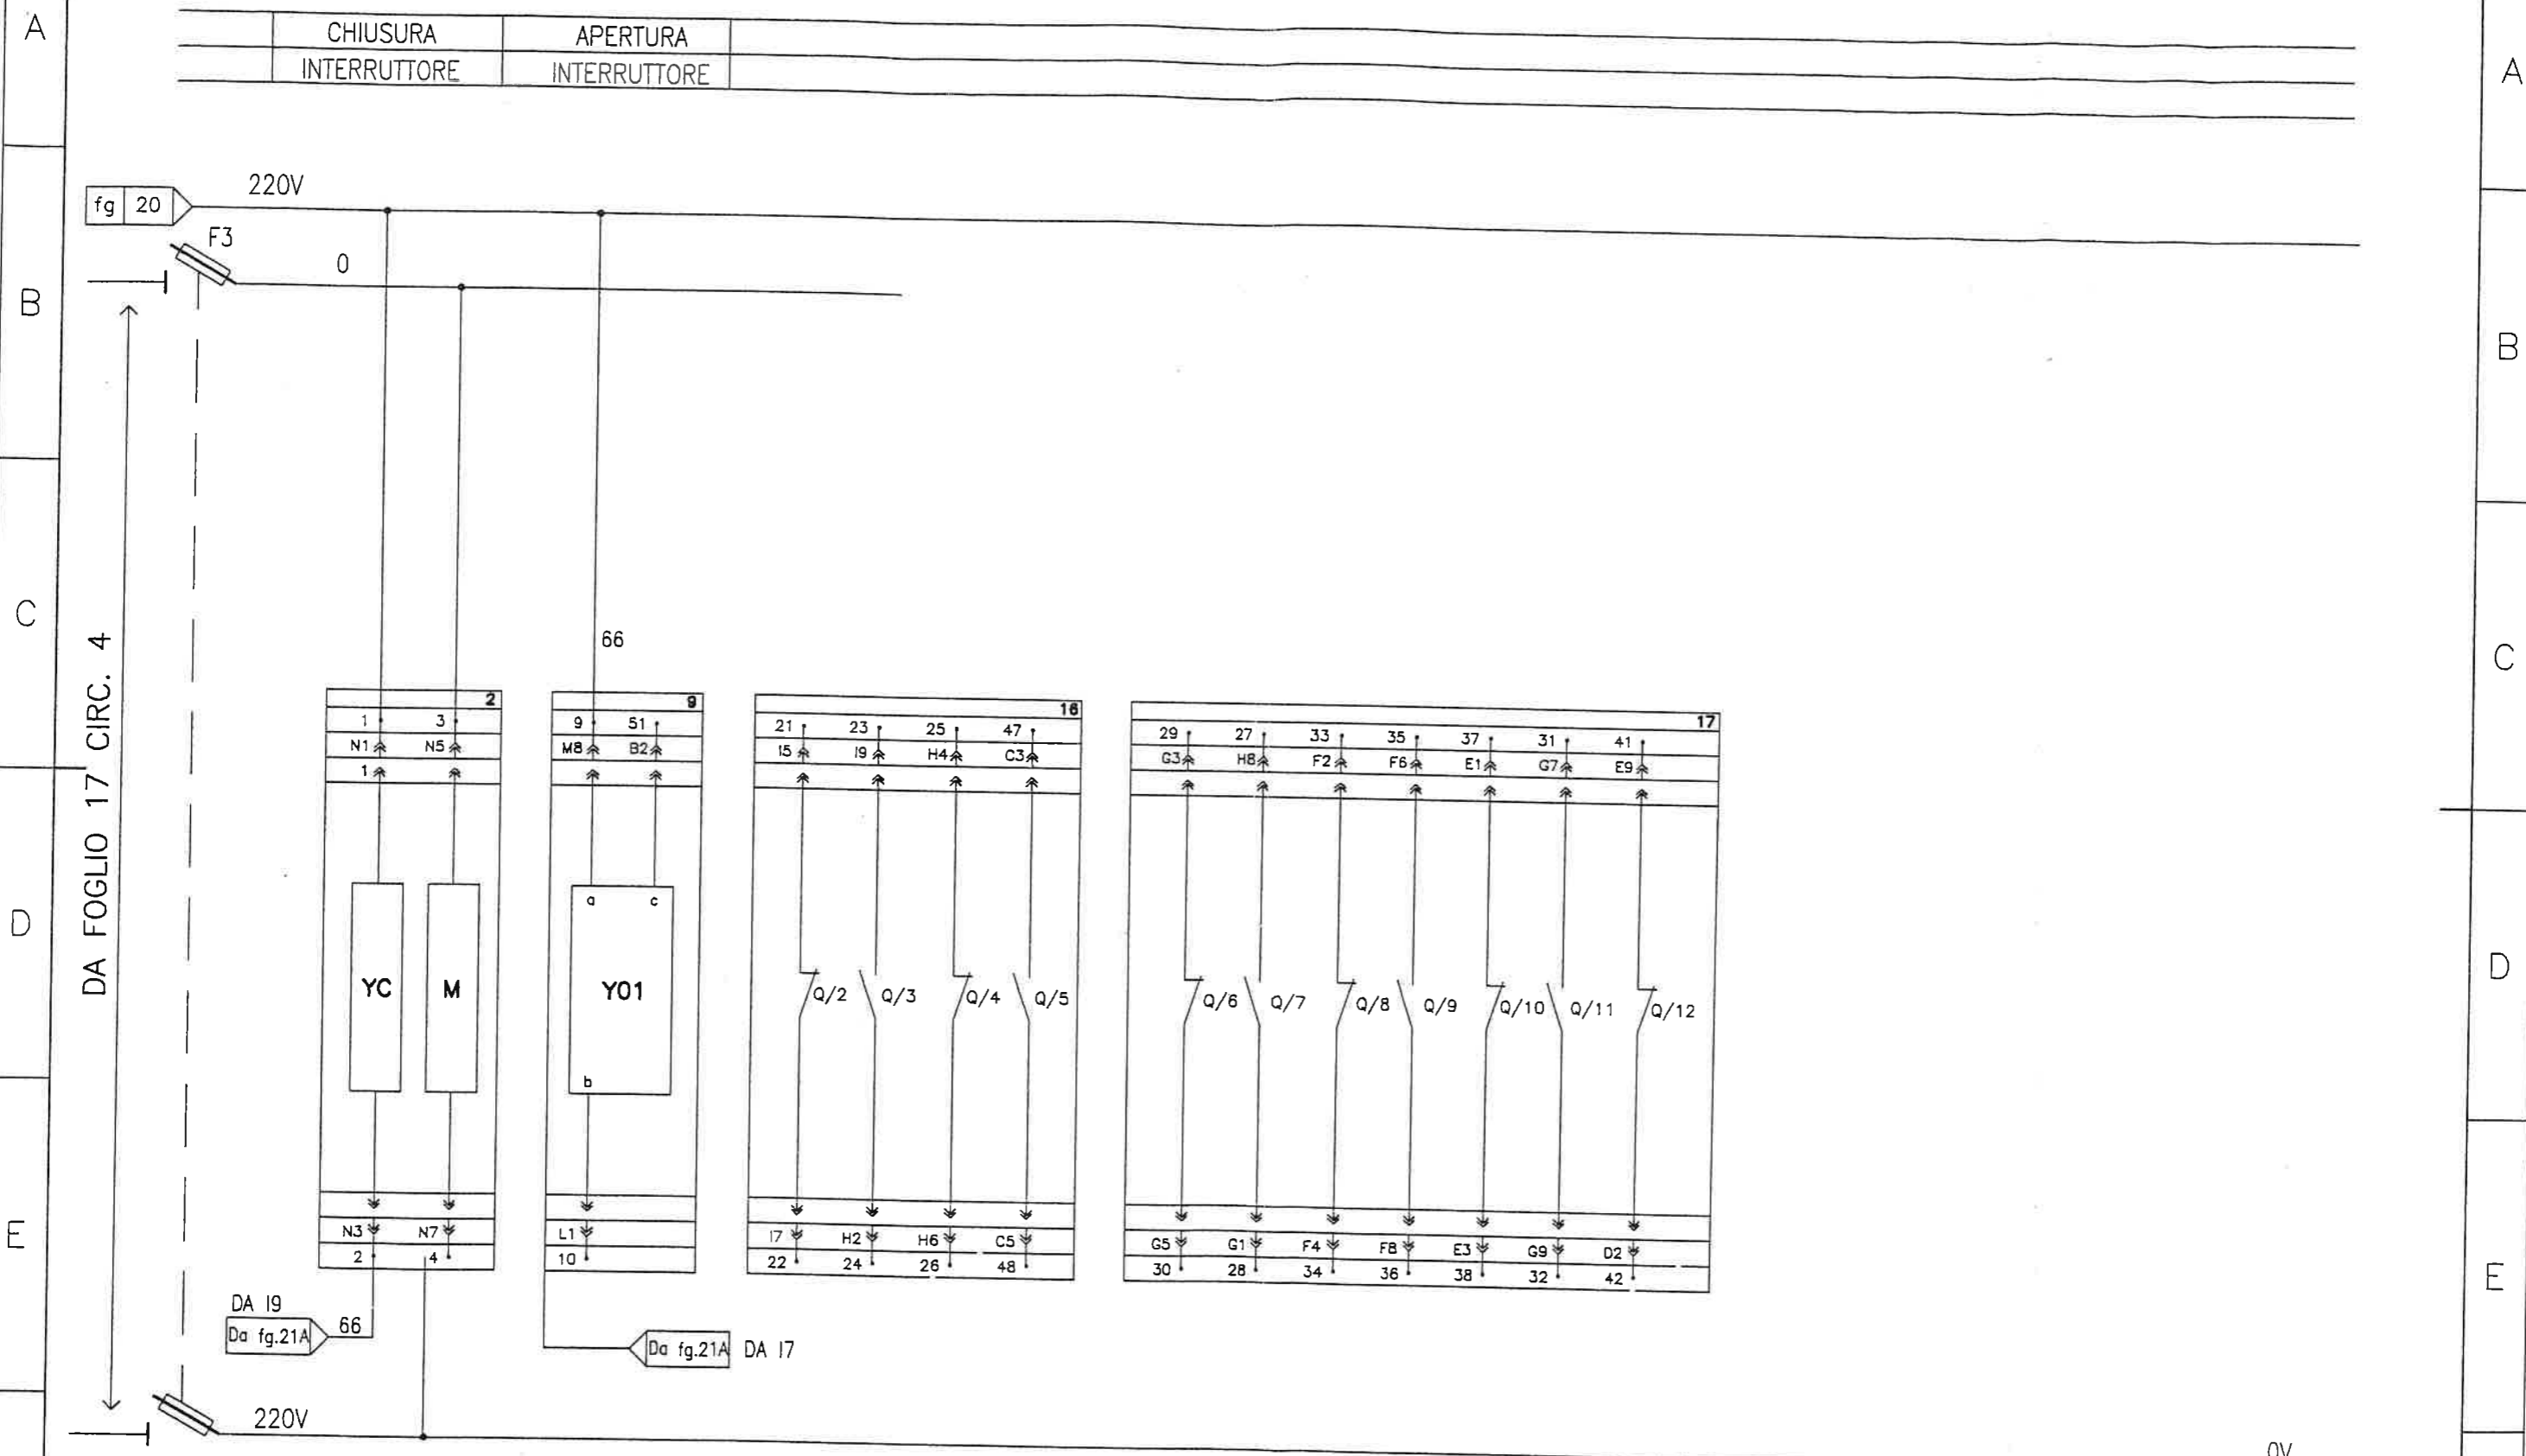 A
CHIUSURA APERTURA
INTERRUTTORE INTERRUTTORE
A
fg 20
220V
F3
0
B
B
C
C
66
DA FOGLIO 17 CIRC. 4
2
1 3
N1 N5
1
YC M
N3 N7
2 4
9
9 51
M8 B2
a c
Y01
b
L1
10
16
21 23 25 47
I5 I9 H4 C3
Q/2 Q/3 Q/4 Q/5
I7 H2 H6 C5
22 24 26 48
17
29 27 33 35 37 31 41
G3 H8 F2 F6 E1 G7 E9
Q/6 Q/7 Q/8 Q/9 Q/10 Q/11 Q/12
G5 G1 F4 F8 E3 G9 D2
30 28 34 36 38 32 42
D
D
E
E
DA I9
Da fg.21A 66
Da fg.21A DA I7
220V
0V